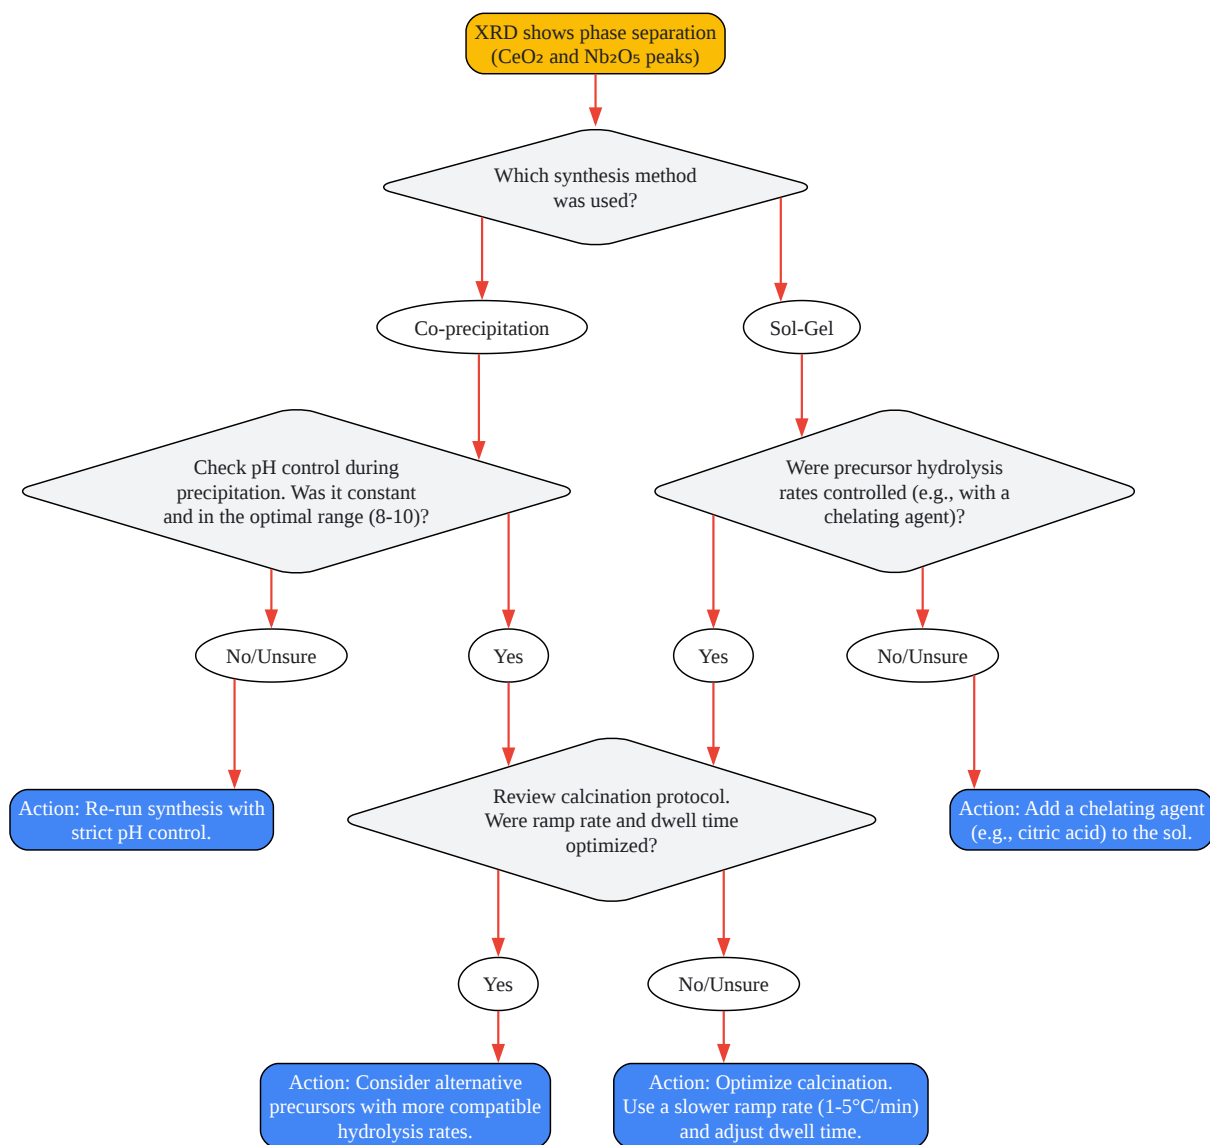 XRD shows phase separation
(CeO₂ and Nb₂O₅ peaks)
Which synthesis method
was used?
Co-precipitation
Sol-Gel
Check pH control during
precipitation. Was it constant
and in the optimal range (8-10)?
Were precursor hydrolysis
rates controlled (e.g., with a
chelating agent)?
No/Unsure
Yes
Yes
No/Unsure
Action: Re-run synthesis with
strict pH control.
Review calcination protocol.
Were ramp rate and dwell time
optimized?
Action: Add a chelating agent
(e.g., citric acid) to the sol.
Yes
No/Unsure
Action: Consider alternative
precursors with more compatible
hydrolysis rates.
Action: Optimize calcination.
Use a slower ramp rate (1-5°C/min)
and adjust dwell time.